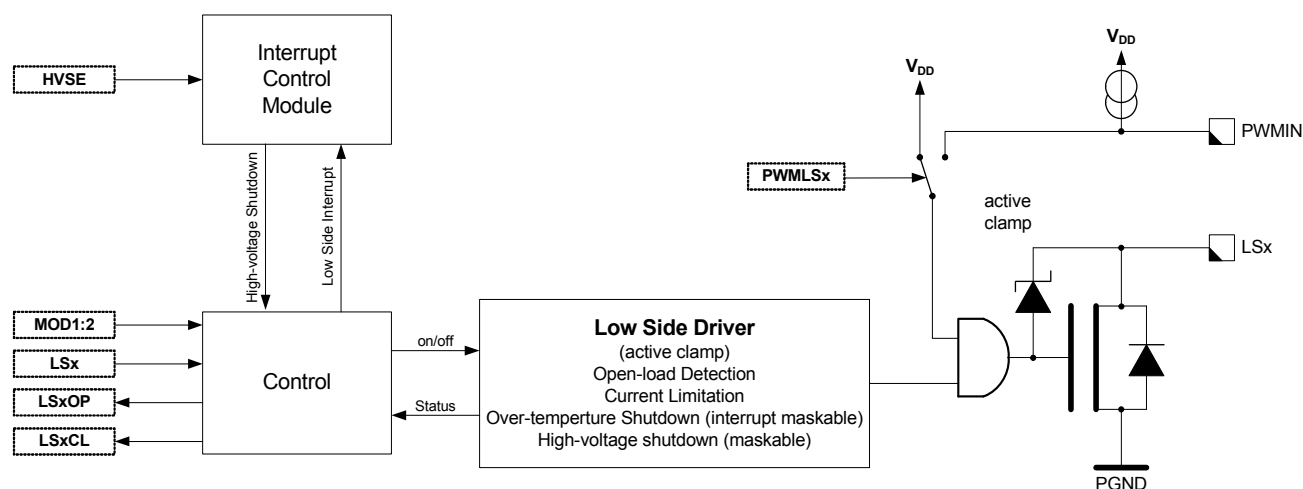 Interrupt
Control
Module
HVSE
High-voltage Shutdown
Low Side Interrupt
VDD
VDD
PWMIN
PWMLSx
active
clamp
LSx
MOD1:2
LSx
LSxOP
LSxCL
Control
on/off
Status
Low Side Driver
(active clamp)
Open-load Detection
Current Limitation
Over-temperture Shutdown (interrupt maskable)
High-voltage shutdown (maskable)
PGND